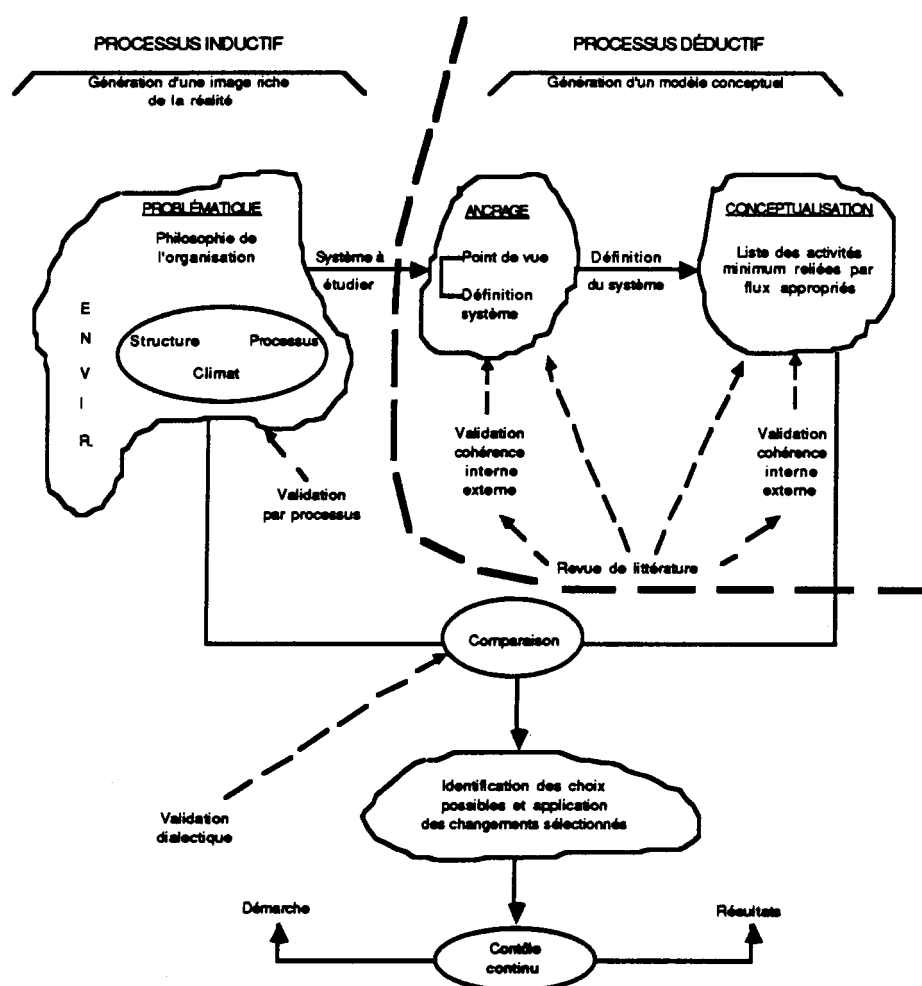 PROCESSUS INDUCTIF
Génération d'une image riche
de la réalité
PROCESSUS DÉDUCTIF
Génération d'un modèle conceptuel
PROBLÉMATIQUE
Philosophie de
l'organisation
E
N
V
I
R.
Structure Processus
Climat
Système à
étudier
ANCRAGE
Point de vue
Définition
système
Définition
du système
CONCEPTUALISATION
Liste des activités
minimum reliées par
flux appropriés
Validation
par processus
Validation
cohérence
interne
externe
Validation
cohérence
interne
externe
Revue de littérature
Comparaison
Validation
dialectique
Identification des choix
possibles et application
des changements sélectionnés
Démarche
Résultats
Contôle
continu